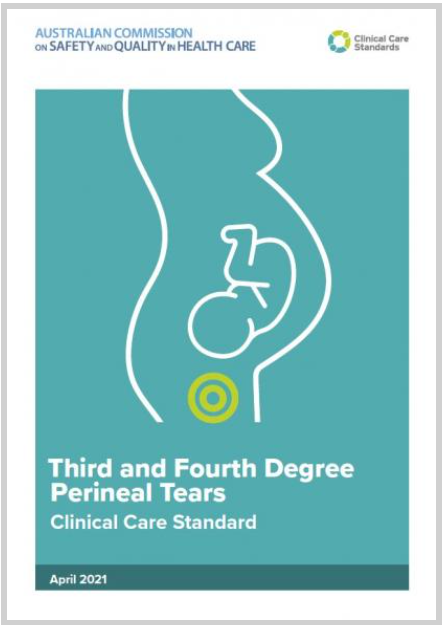 AUSTRALIAN COMMISSION
ON SAFETY AND QUALITY IN HEALTH CARE
Clinical Care
Standards
Third and Fourth Degree
Perineal Tears
Clinical Care Standard
April 2021